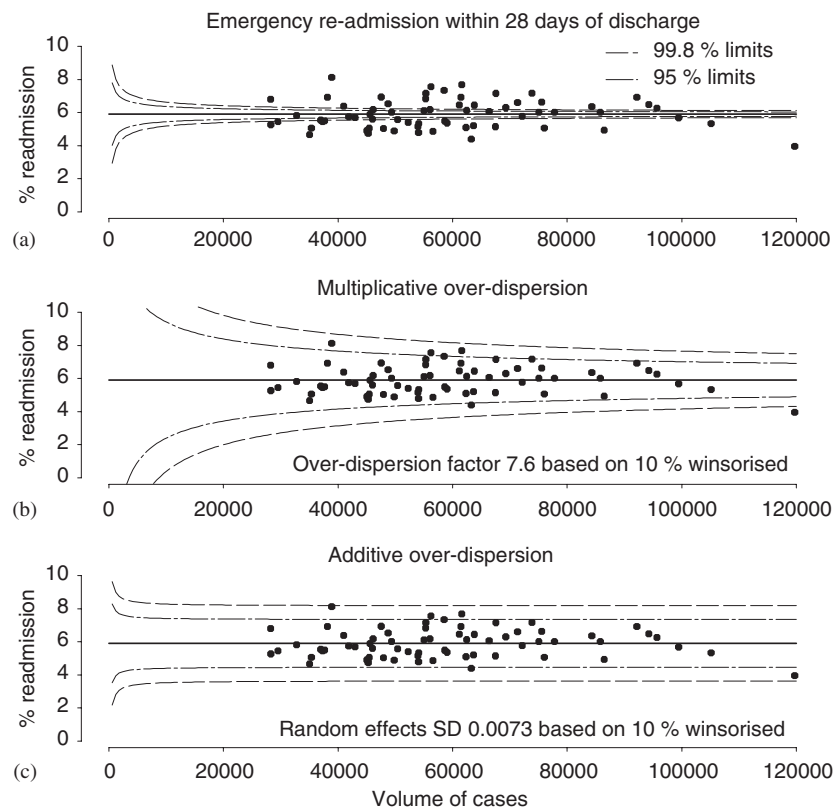 Emergency re-admission within 28 days of discharge
99.8 % limits
95 % limits
% readmission
10
8
6
4
2
0
(a)
0 20000 40000 60000 80000 100000 120000
Multiplicative over-dispersion
% readmission
10
8
6
4
2
0
Over-dispersion factor 7.6 based on 10 % winsorised
(b)
0 20000 40000 60000 80000 100000 120000
Additive over-dispersion
% readmission
10
8
6
4
2
0
Random effects SD 0.0073 based on 10 % winsorised
(c)
0 20000 40000 60000 80000 100000 120000
Volume of cases